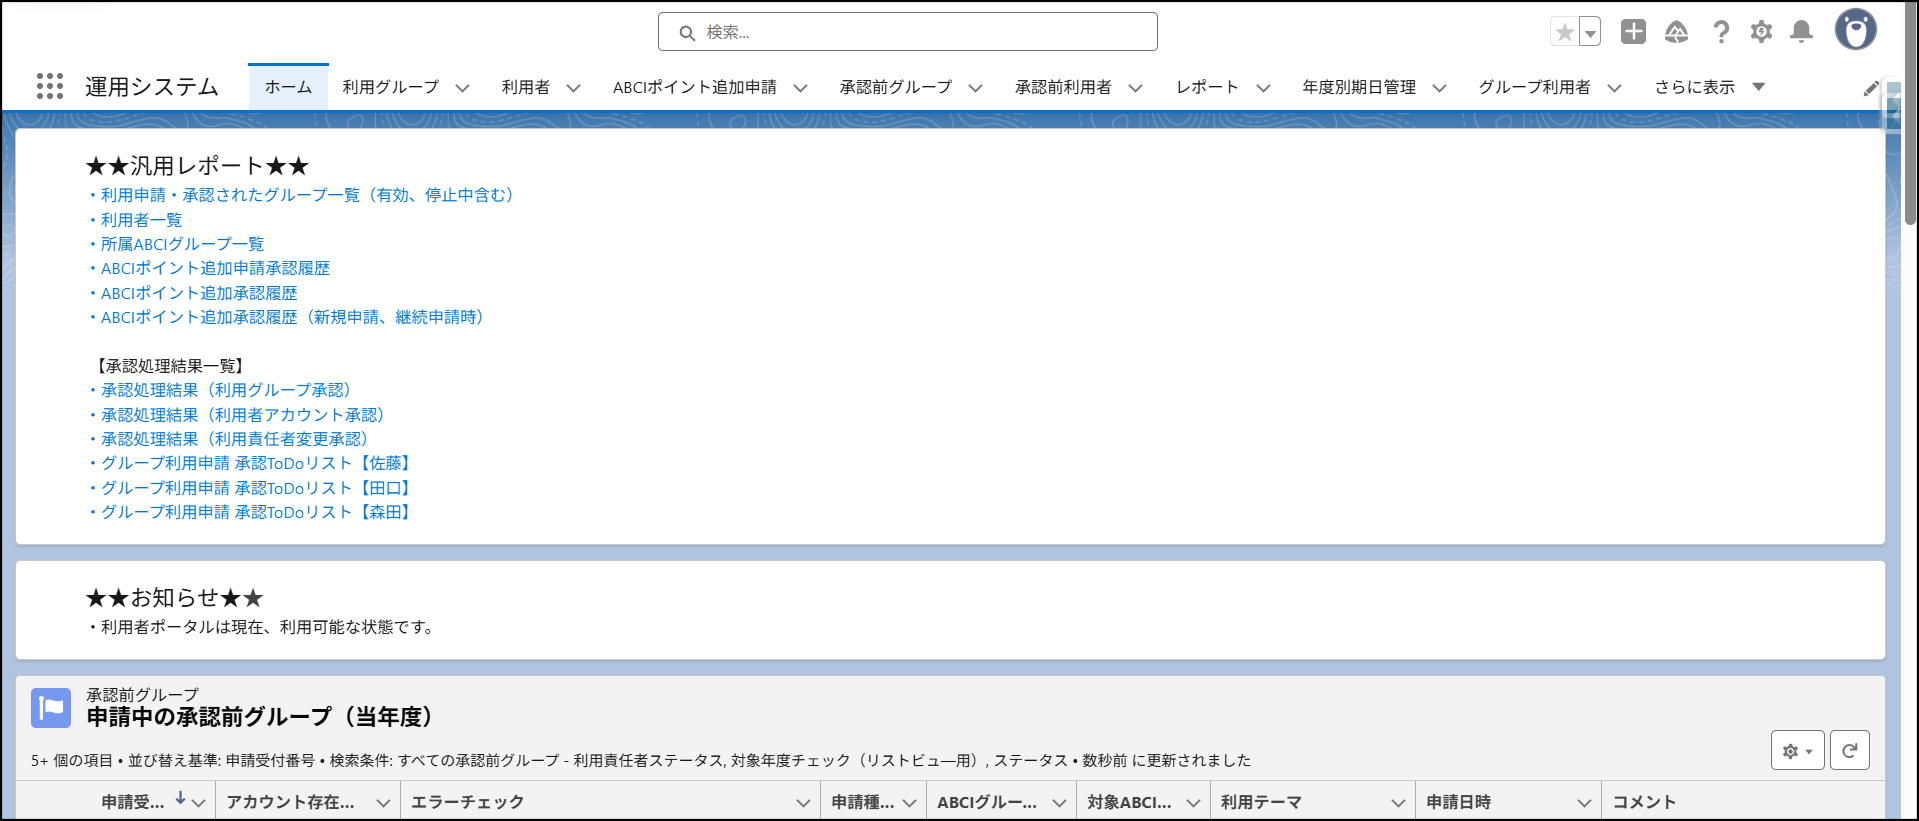 検索...
運用システム ホーム 利用グループ 利用者 ABCIポイント追加申請 承認前グループ 承認前利用者 レポート 年度別期日管理 グループ利用者 さらに表示
★★汎用レポート★★
・利用申請・承認されたグループ一覧（有効、停止中含む）
・利用者一覧
・所属ABCIグループ一覧
・ABCIポイント追加申請承認履歴
・ABCIポイント追加承認履歴
・ABCIポイント追加承認履歴（新規申請、継続申請時）
【承認処理結果一覧】
・承認処理結果（利用グループ承認）
・承認処理結果（利用者アカウント承認）
・承認処理結果（利用責任者変更承認）
・グループ利用申請 承認ToDoリスト【佐藤】
・グループ利用申請 承認ToDoリスト【田口】
・グループ利用申請 承認ToDoリスト【森田】
★★お知らせ★★
・利用者ポータルは現在、利用可能な状態です。
承認前グループ
申請中の承認前グループ（当年度）
5+ 個の項目 • 並び替え基準: 申請受付番号 • 検索条件: すべての承認前グループ - 利用責任者ステータス, 対象年度チェック（リストビュ―用）, ステータス • 数秒前 に更新されました
申請受... アカウント存在... エラーチェック 申請種... ABCIグルー... 対象ABCI... 利用テーマ 申請日時 コメント